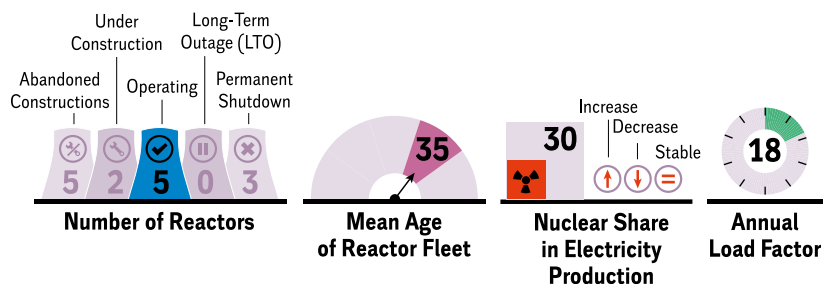 Abandoned
Constructions
Under
Construction
Operating
Long-Term
Outage (LTO)
Permanent
Shutdown
5
2
5
0
3
Number of Reactors
35
Mean Age
of Reactor Fleet
30
Increase
Decrease
Stable
Nuclear Share
in Electricity
Production
18
Annual
Load Factor